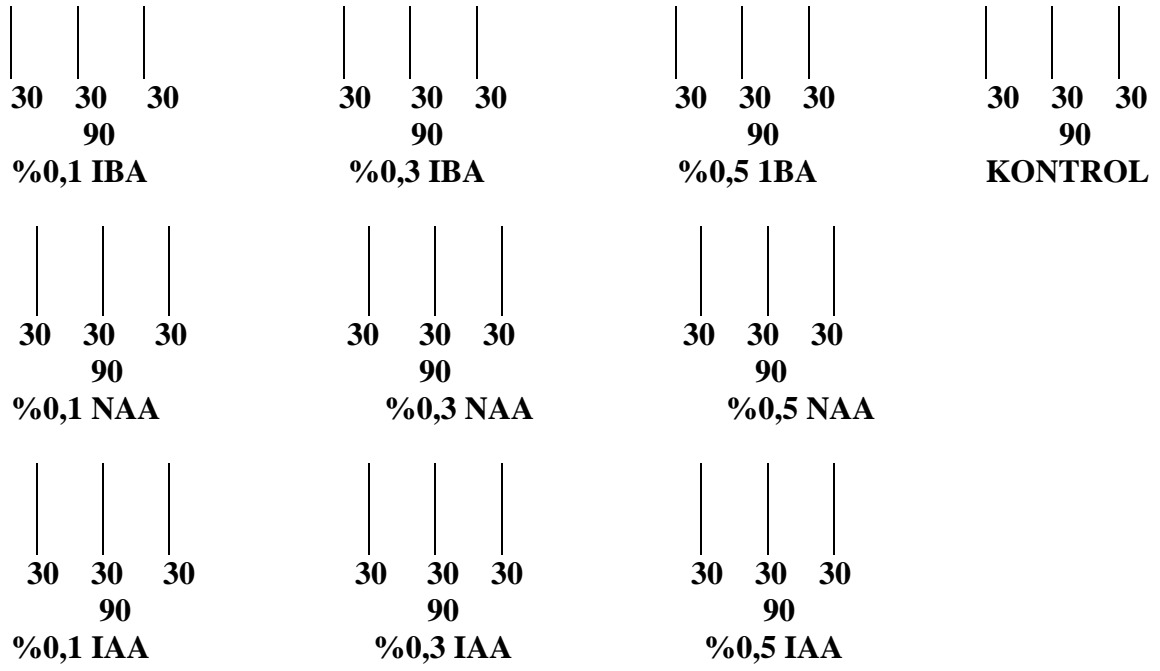 30 30 30 30 30 30 30 30 30 30 30 30
90 90 90 90
%0,1 IBA %0,3 IBA %0,5 1BA KONTROL
30 30 30 30 30 30 30 30 30
90 90 90
%0,1 NAA %0,3 NAA %0,5 NAA
30 30 30 30 30 30 30 30 30
90 90 90
%0,1 IAA %0,3 IAA %0,5 IAA